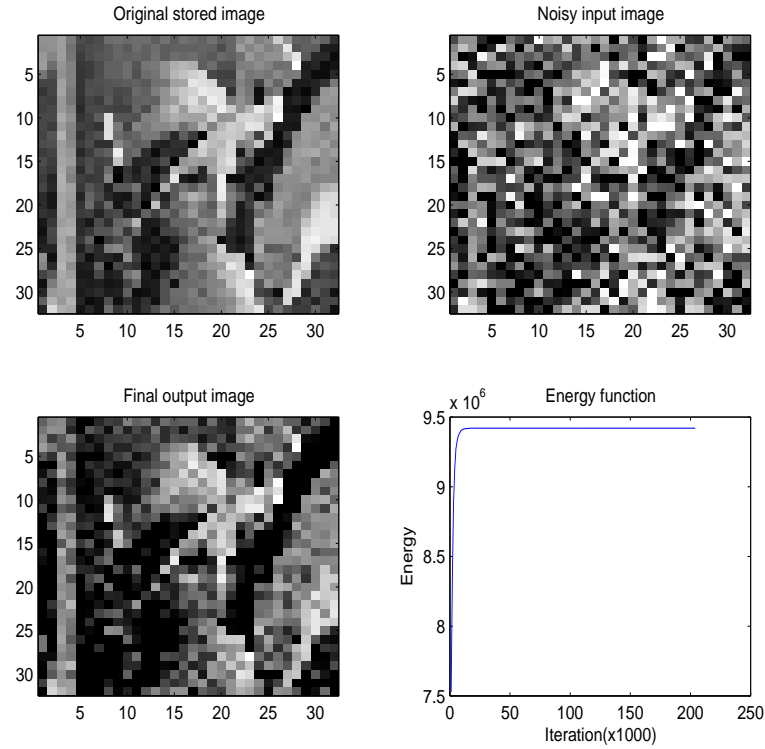 Original stored image
5
10
15
20
25
30
5 10 15 20 25 30
Noisy input image
5
10
15
20
25
30
5 10 15 20 25 30
Final output image
5
10
15
20
25
30
5 10 15 20 25 30
Energy function
x 10^6
9.5
9
8.5
8
7.5
Energy
0 50 100 150 200 250
Iteration(x1000)